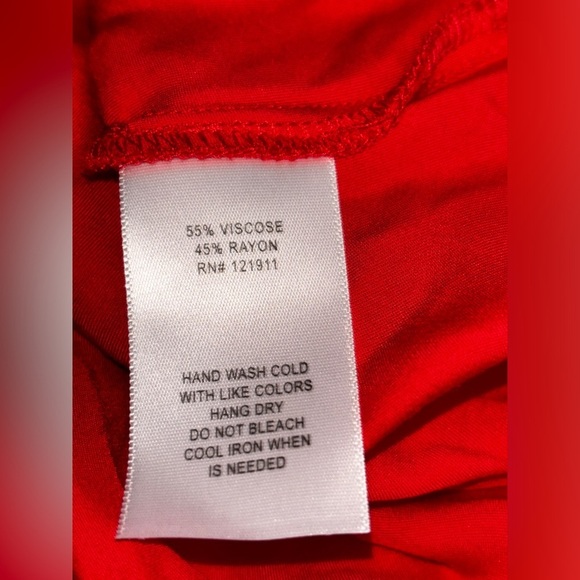 55% VISCOSE
45% RAYON
RN# 121911
HAND WASH COLD
WITH LIKE COLORS
HANG DRY
DO NOT BLEACH
COOL IRON WHEN
IS NEEDED